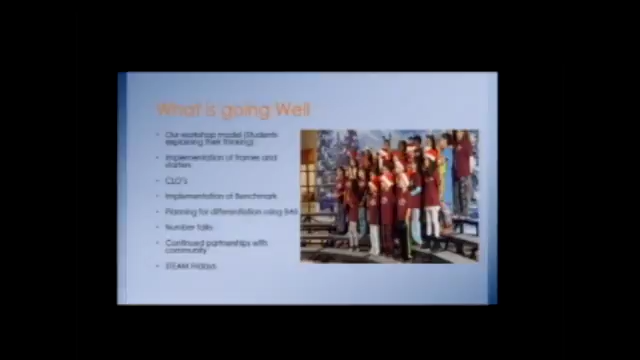 What is going Well
Our workshop model (Students
explaining their thinking)
Implementation of frames and
starters
CLO's
Implementation of Benchmark
Planning for differentiation using
Number Talks
Continued partnerships with
community
STEAM Fridays